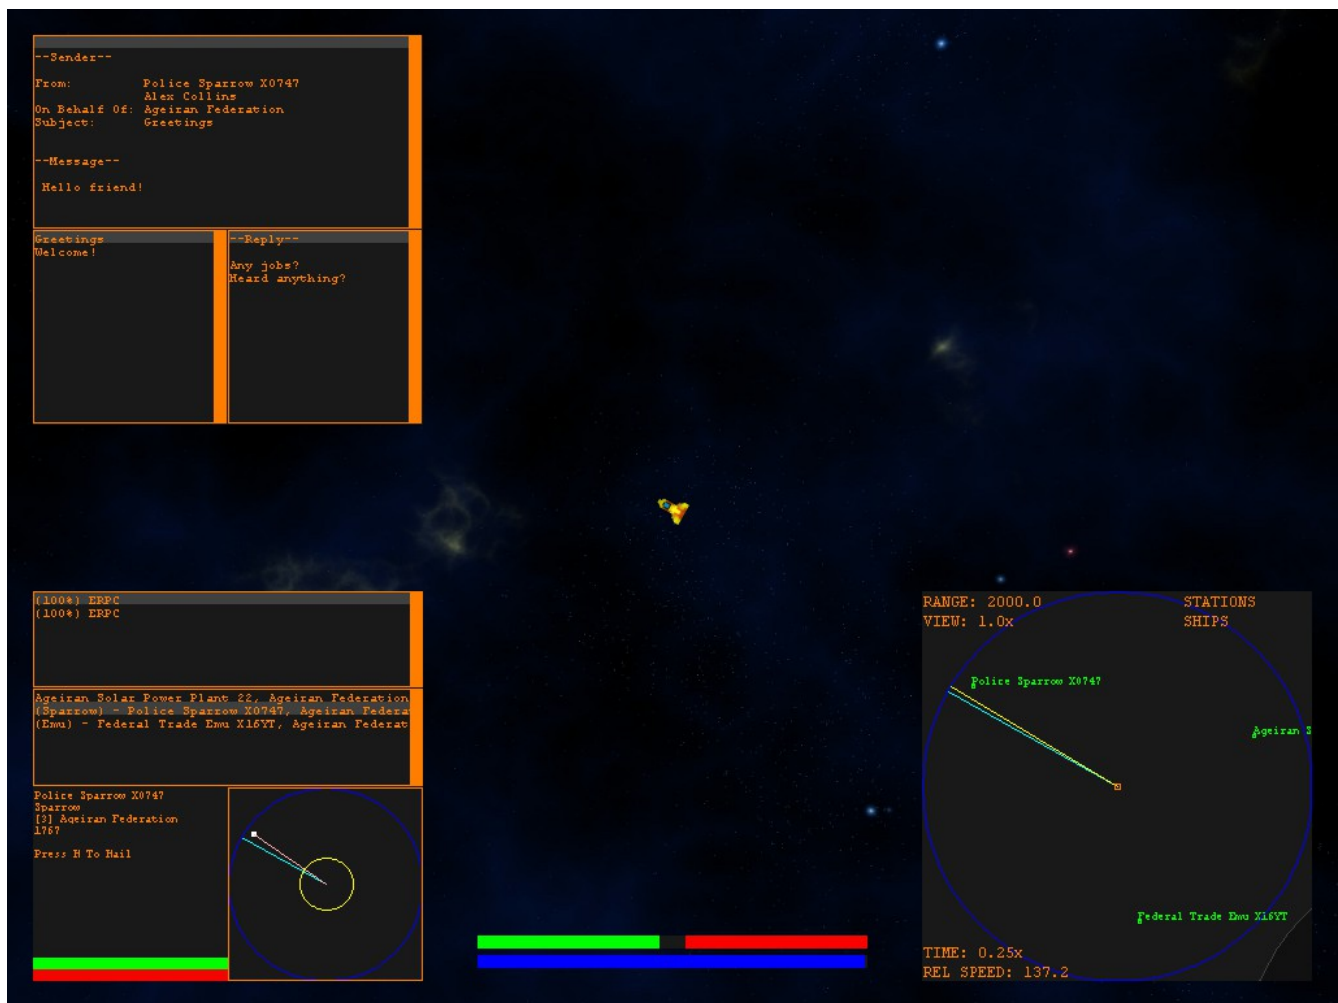 --Sender--
From: Police Sparrow X0747
Alex Collins
On Behalf Of: Ageiran Federation
Subject: Greetings
--Message--
Hello friend!
Greetings
Welcome!
--Reply--
Any jobs?
Heard anything?
(100%) ERPC
(100%) ERPC
Ageiran Solar Power Plant 22, Ageiran Federation
(Sparrow) - Police Sparrow X0747, Ageiran Federa
(Emu) - Federal Trade Emu X16YT, Ageiran Federat
Police Sparrow X0747
Sparrow
[3] Ageiran Federation
1767
Press H To Hail
RANGE: 2000.0
VIEW: 1.0x
STATIONS
SHIPS
Police Sparrow X0747
Ageiran S
Federal Trade Emu X16YT
TIME: 0.25x
REL SPEED: 137.2